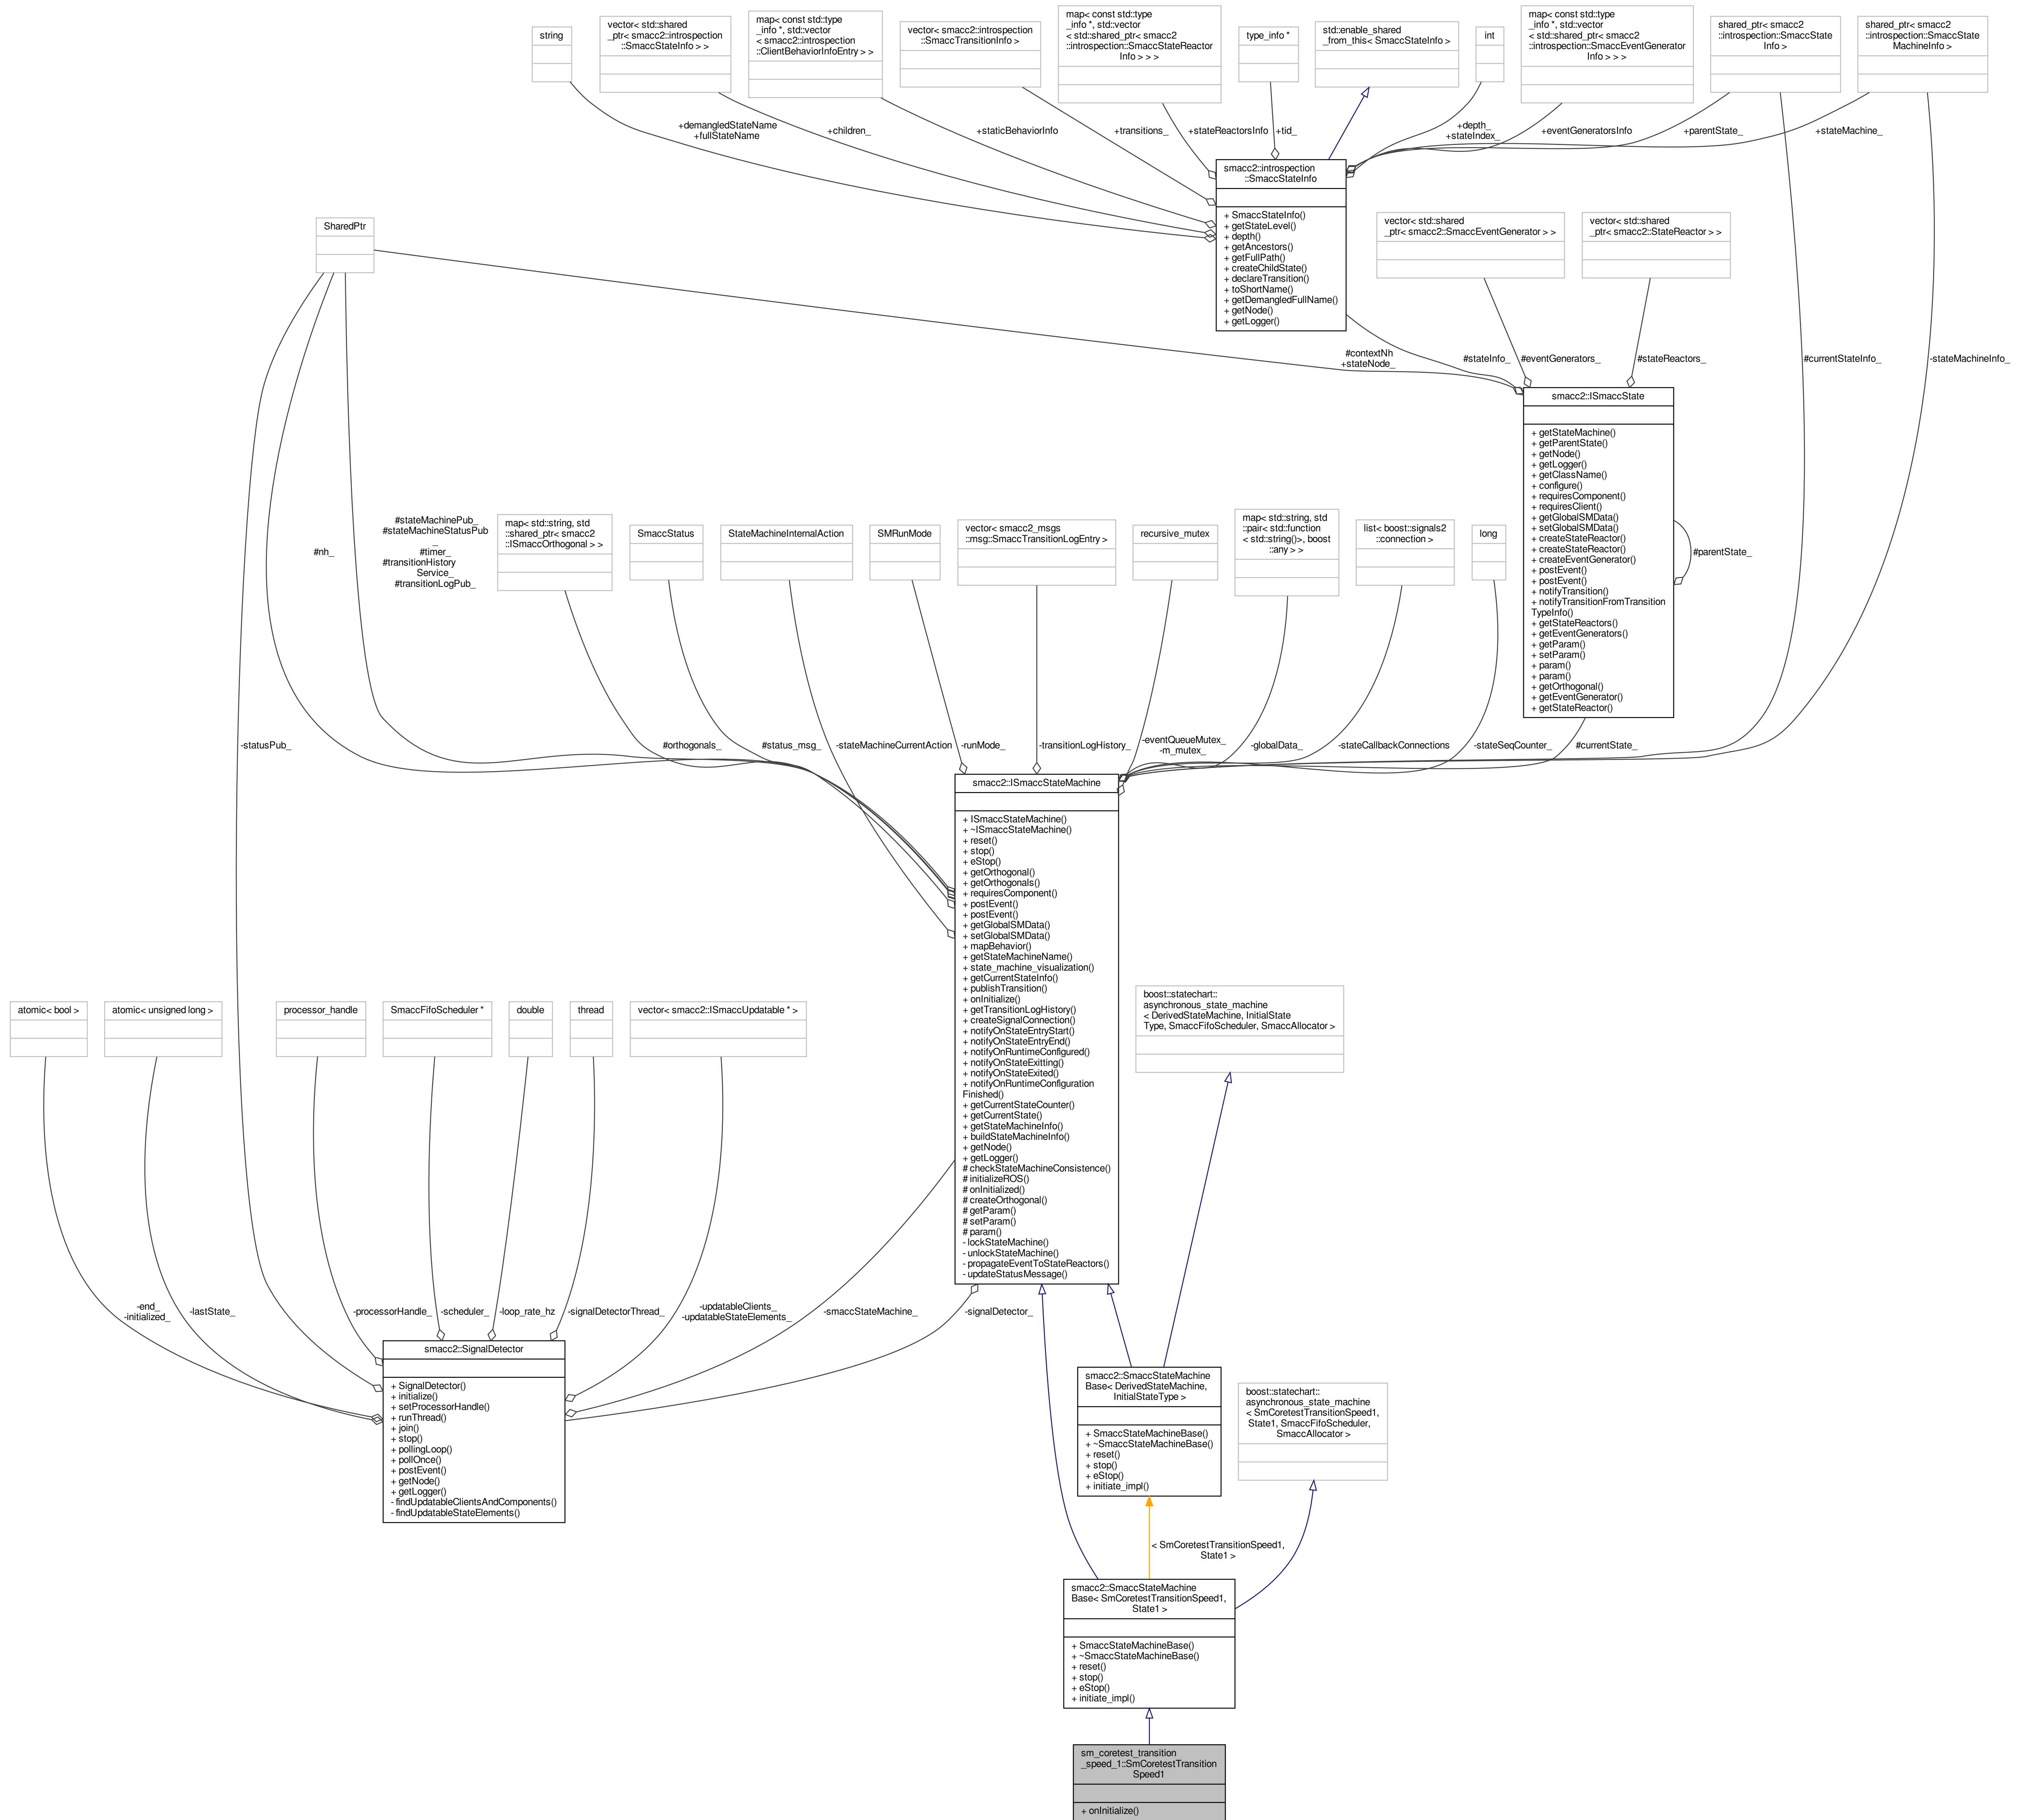 string
vector< std::shared
_ptr< smacc2::introspection
::SmaccStateInfo > >
map< const std::type
_info *, std::vector
< smacc2::introspection
::ClientBehaviorInfoEntry > >
vector< smacc2::introspection
::SmaccTransitionInfo >
map< const std::type
_info *, std::vector
< std::shared_ptr< smacc2
::introspection::SmaccStateReactor
Info > > >
type_info *
std::enable_shared
_from_this< SmaccStateInfo >
int
map< const std::type
_info *, std::vector
< std::shared_ptr< smacc2
::introspection::SmaccEventGenerator
Info > > >
shared_ptr< smacc2
::introspection::SmaccState
Info >
shared_ptr< smacc2
::introspection::SmaccState
MachineInfo >
+demangledStateName
+fullStateName
+children_
+staticBehaviorInfo
+transitions_
+stateReactorsInfo
+tid_
+depth_
+stateIndex_
+eventGeneratorsInfo
+parentState_
+stateMachine_
smacc2::introspection
::SmaccStateInfo
+ SmaccStateInfo()
+ getStateLevel()
+ depth()
+ getAncestors()
+ getFullPath()
+ createChildState()
+ declareTransition()
+ toShortName()
+ getDemangledFullName()
+ getNode()
+ getLogger()
SharedPtr
vector< std::shared
_ptr< smacc2::SmaccEventGenerator > >
vector< std::shared
_ptr< smacc2::StateReactor > >
#contextNh
+stateNode_
#stateInfo_
#eventGenerators_
#stateReactors_
#currentStateInfo_
-stateMachineInfo_
smacc2::ISmaccState
+ getStateMachine()
+ getParentState()
+ getNode()
+ getLogger()
+ getClassName()
+ configure()
+ requiresComponent()
+ requiresClient()
+ getGlobalSMData()
+ setGlobalSMData()
+ createStateReactor()
+ createStateReactor()
+ createEventGenerator()
+ postEvent()
+ postEvent()
+ notifyTransition()
+ notifyTransitionFromTransition
TypeInfo()
+ getStateReactors()
+ getEventGenerators()
+ getParam()
+ setParam()
+ param()
+ param()
+ getOrthogonal()
+ getEventGenerator()
+ getStateReactor()
#parentState_
#nh_
#stateMachinePub_
#stateMachineStatusPub
_
#timer_
#transitionHistory
Service_
#transitionLogPub_
map< std::string, std
::shared_ptr< smacc2
::ISmaccOrthogonal > >
SmaccStatus
StateMachineInternalAction
SMRunMode
vector< smacc2_msgs
::msg::SmaccTransitionLogEntry >
recursive_mutex
map< std::string, std
::pair< std::function
< std::string()>, boost
::any > >
list< boost::signals2
::connection >
long
-statusPub_
#orthogonals_
#status_msg_
-stateMachineCurrentAction
-runMode_
-transitionLogHistory_
-eventQueueMutex_
-m_mutex_
-globalData_
-stateCallbackConnections
-stateSeqCounter_
#currentState_
smacc2::ISmaccStateMachine
+ ISmaccStateMachine()
+ ~ISmaccStateMachine()
+ reset()
+ stop()
+ eStop()
+ getOrthogonal()
+ getOrthogonals()
+ requiresComponent()
+ postEvent()
+ postEvent()
+ getGlobalSMData()
+ setGlobalSMData()
+ mapBehavior()
+ getStateMachineName()
+ state_machine_visualization()
+ getCurrentStateInfo()
+ publishTransition()
+ onInitialize()
+ getTransitionLogHistory()
+ createSignalConnection()
+ notifyOnStateEntryStart()
+ notifyOnStateEntryEnd()
+ notifyOnRuntimeConfigured()
+ notifyOnStateExitting()
+ notifyOnStateExited()
+ notifyOnRuntimeConfiguration
Finished()
+ getCurrentStateCounter()
+ getCurrentState()
+ getStateMachineInfo()
+ buildStateMachineInfo()
+ getNode()
+ getLogger()
# checkStateMachineConsistence()
# initializeROS()
# onInitialized()
# createOrthogonal()
# getParam()
# setParam()
# param()
- lockStateMachine()
- unlockStateMachine()
- propagateEventToStateReactors()
- updateStatusMessage()
atomic< bool >
atomic< unsigned long >
processor_handle
SmaccFifoScheduler *
double
thread
vector< smacc2::ISmaccUpdatable * >
boost::statechart::
asynchronous_state_machine
< DerivedStateMachine, InitialState
Type, SmaccFifoScheduler, SmaccAllocator >
-end_
-initialized_
-lastState_
-processorHandle_
-scheduler_
-loop_rate_hz
-signalDetectorThread_
-updatableClients_
-updatableStateElements_
-smaccStateMachine_
-signalDetector_
smacc2::SignalDetector
+ SignalDetector()
+ initialize()
+ setProcessorHandle()
+ runThread()
+ join()
+ stop()
+ pollingLoop()
+ pollOnce()
+ postEvent()
+ getNode()
+ getLogger()
- findUpdatableClientsAndComponents()
- findUpdatableStateElements()
smacc2::SmaccStateMachine
Base< DerivedStateMachine,
InitialStateType >
+ SmaccStateMachineBase()
+ ~SmaccStateMachineBase()
+ reset()
+ stop()
+ eStop()
+ initiate_impl()
boost::statechart::
asynchronous_state_machine
< SmCoretestTransitionSpeed1,
State1, SmaccFifoScheduler,
SmaccAllocator >
< SmCoretestTransitionSpeed1,
State1 >
smacc2::SmaccStateMachine
Base< SmCoretestTransitionSpeed1,
State1 >
+ SmaccStateMachineBase()
+ ~SmaccStateMachineBase()
+ reset()
+ stop()
+ eStop()
+ initiate_impl()
sm_coretest_transition
_speed_1::SmCoretestTransition
Speed1
+ onInitialize()